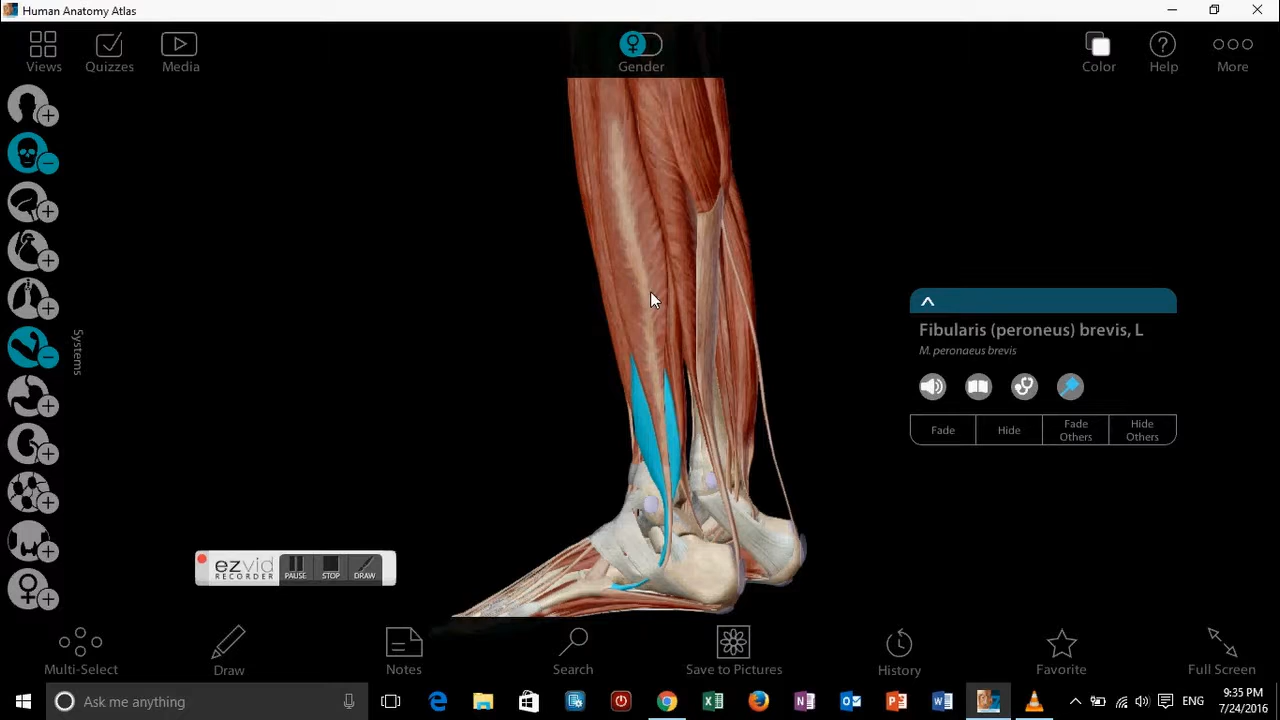 Human Anatomy Atlas
Views
Quizzes
Media
Gender
Color
Help
More
Systems
Fibularis (peroneus) brevis, L
M. peronaeus brevis
Fade
Hide
Fade Others
Hide Others
ezvid
RECORDER
PAUSE
STOP
DRAW
Multi-Select
Draw
Notes
Search
Save to Pictures
History
Favorite
Full Screen
Ask me anything
ENG
9:35 PM
7/24/2016